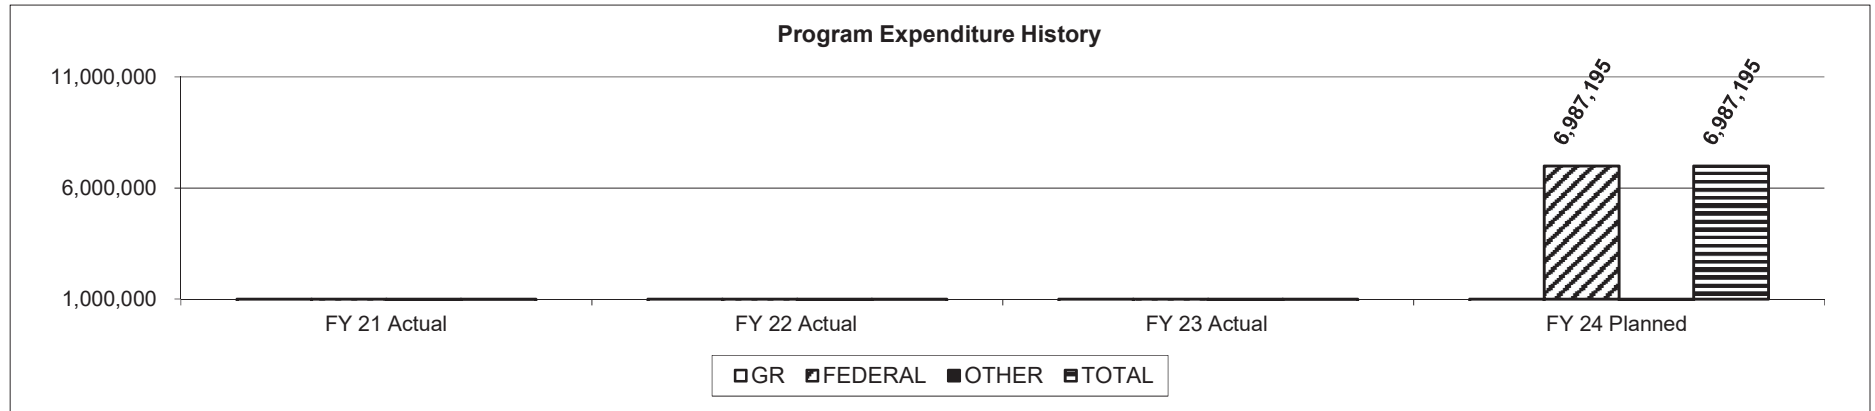 Program Expenditure History
11,000,000
6,987,195
6,987,195
6,000,000
1,000,000
FY 21 Actual
FY 22 Actual
FY 23 Actual
FY 24 Planned
GR FEDERAL OTHER TOTAL